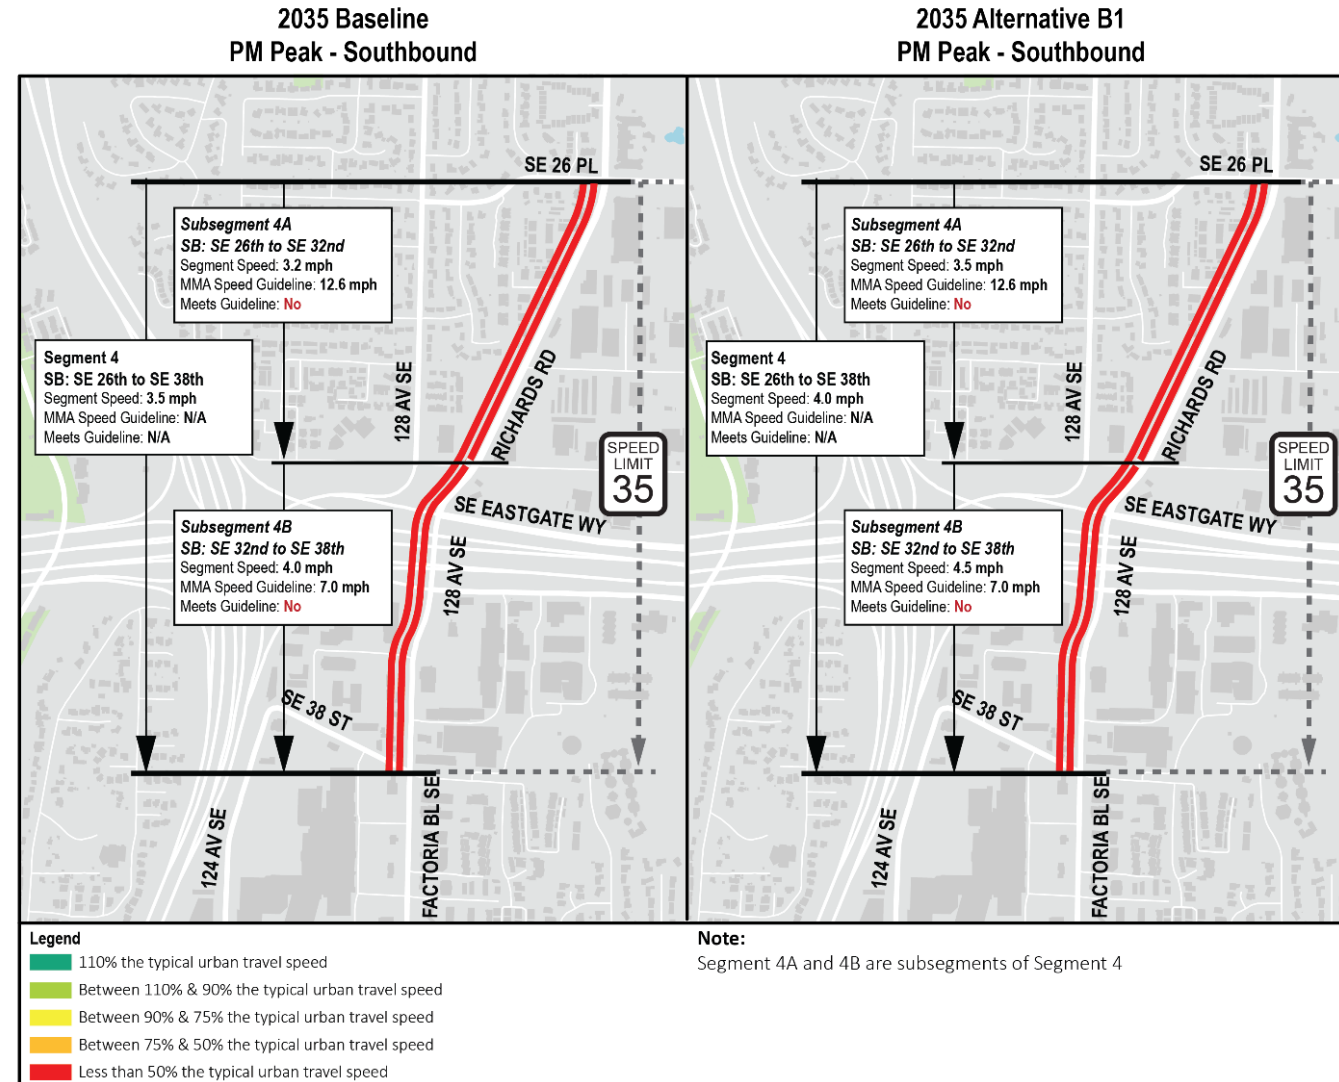 2035 Baseline
PM Peak - Southbound
2035 Alternative B1
PM Peak - Southbound
SE 26 PL
Subsegment 4A
SB: SE 26th to SE 32nd
Segment Speed: 3.2 mph
MMA Speed Guideline: 12.6 mph
Meets Guideline: No
Segment 4
SB: SE 26th to SE 38th
Segment Speed: 3.5 mph
MMA Speed Guideline: N/A
Meets Guideline: N/A
128 AV SE
RICHARDS RD
SPEED
LIMIT
35
SE EASTGATE WY
Subsegment 4B
SB: SE 32nd to SE 38th
Segment Speed: 4.0 mph
MMA Speed Guideline: 7.0 mph
Meets Guideline: No
128 AV SE
SE 38 ST
124 AV SE
FACTORIA BL SE
SE 26 PL
Subsegment 4A
SB: SE 26th to SE 32nd
Segment Speed: 3.5 mph
MMA Speed Guideline: 12.6 mph
Meets Guideline: No
Segment 4
SB: SE 26th to SE 38th
Segment Speed: 4.0 mph
MMA Speed Guideline: N/A
Meets Guideline: N/A
128 AV SE
RICHARDS RD
SPEED
LIMIT
35
SE EASTGATE WY
Subsegment 4B
SB: SE 32nd to SE 38th
Segment Speed: 4.5 mph
MMA Speed Guideline: 7.0 mph
Meets Guideline: No
128 AV SE
SE 38 ST
124 AV SE
FACTORIA BL SE
Legend
110% the typical urban travel speed
Between 110% & 90% the typical urban travel speed
Between 90% & 75% the typical urban travel speed
Between 75% & 50% the typical urban travel speed
Less than 50% the typical urban travel speed
Note:
Segment 4A and 4B are subsegments of Segment 4